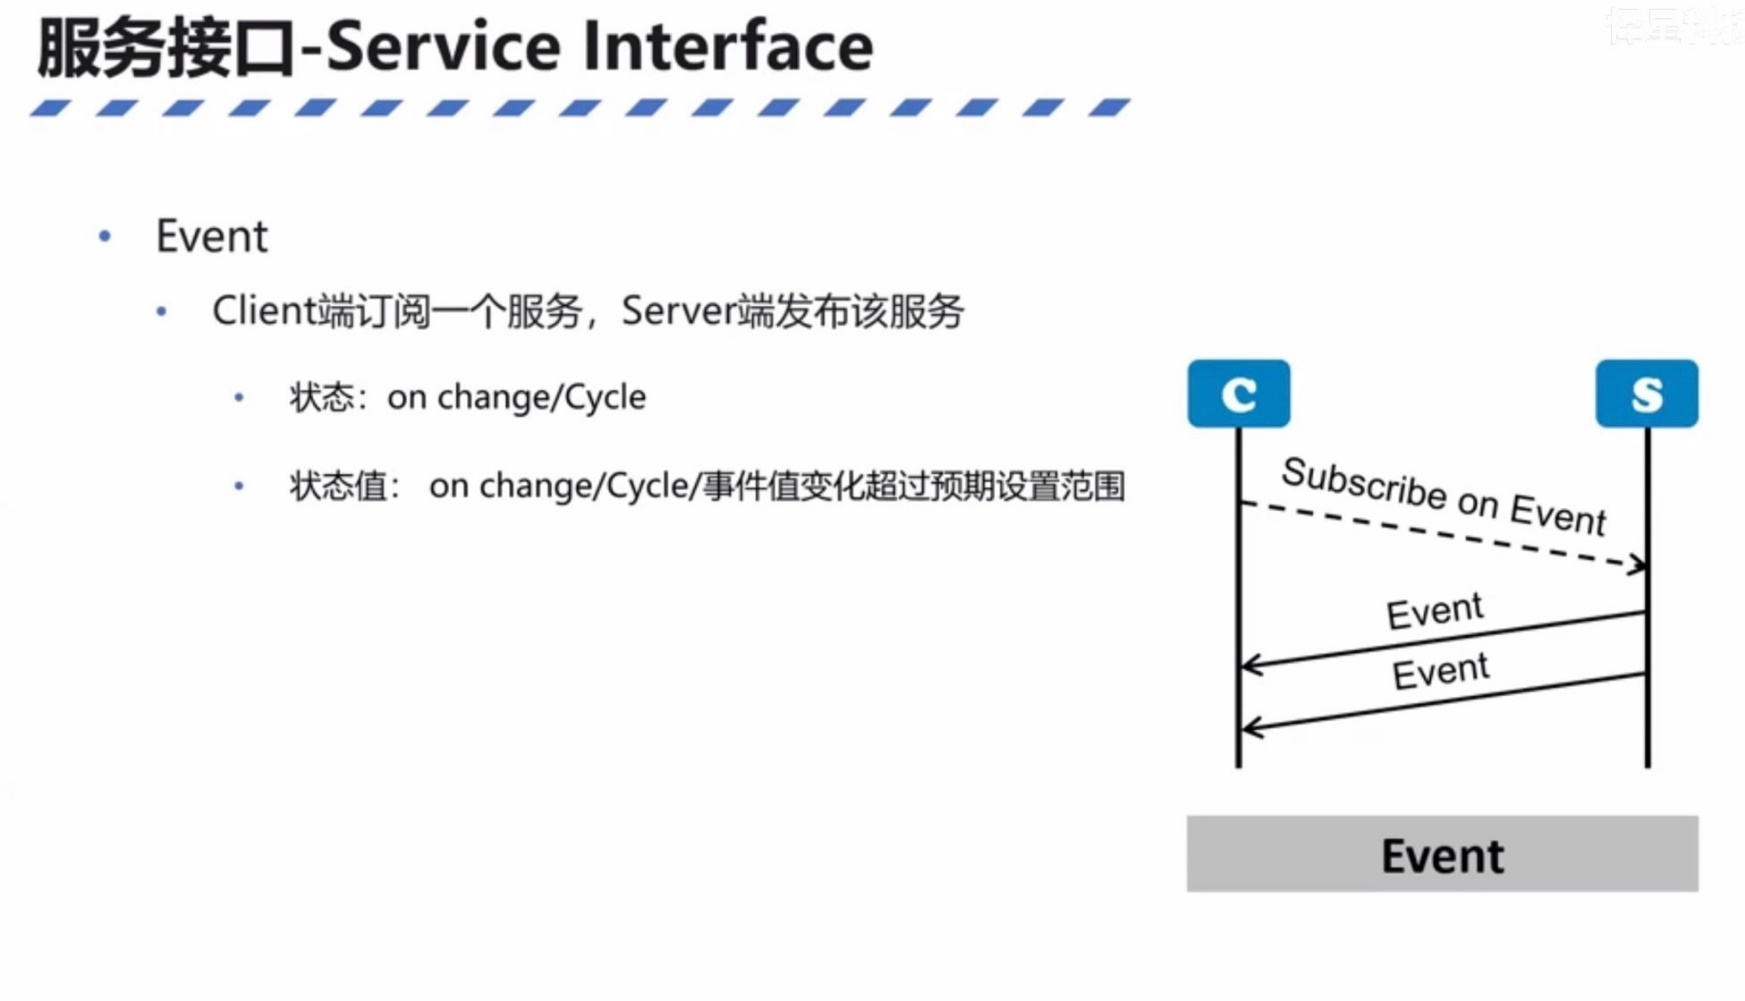 服务接口-Service Interface
Event
Client端订阅一个服务，Server端发布该服务
状态：on change/Cycle
状态值： on change/Cycle/事件值变化超过预期设置范围
C
S
Subscribe on Event
Event
Event
Event